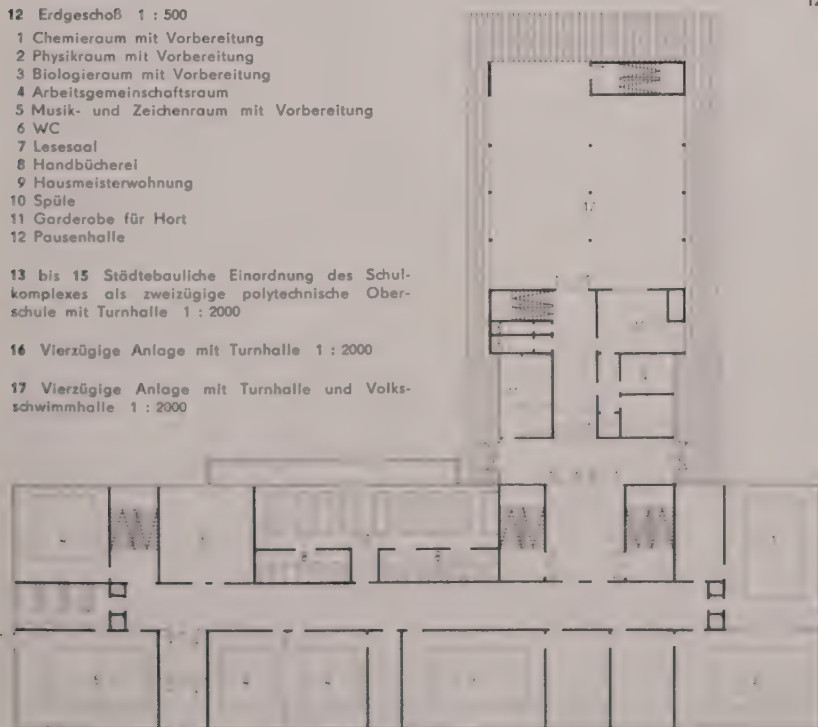 12 Erdgeschoß 1 : 500
1 Chemieraum mit Vorbereitung
2 Physikraum mit Vorbereitung
3 Biologieraum mit Vorbereitung
4 Arbeitsgemeinschaftsraum
5 Musik- und Zeichenraum mit Vorbereitung
6 WC
7 Lesesaal
8 Handbücherei
9 Hausmeisterwohnung
10 Spüle
11 Garderobe für Hort
12 Pausenhalle
13 bis 15 Städtebauliche Einordnung des Schul-
komplexes als zweizügige polytechnische Ober-
schule mit Turnhalle 1 : 2000
16 Vierzügige Anlage mit Turnhalle 1 : 2000
17 Vierzügige Anlage mit Turnhalle und Volks-
schwimmhalle 1 : 2000
12